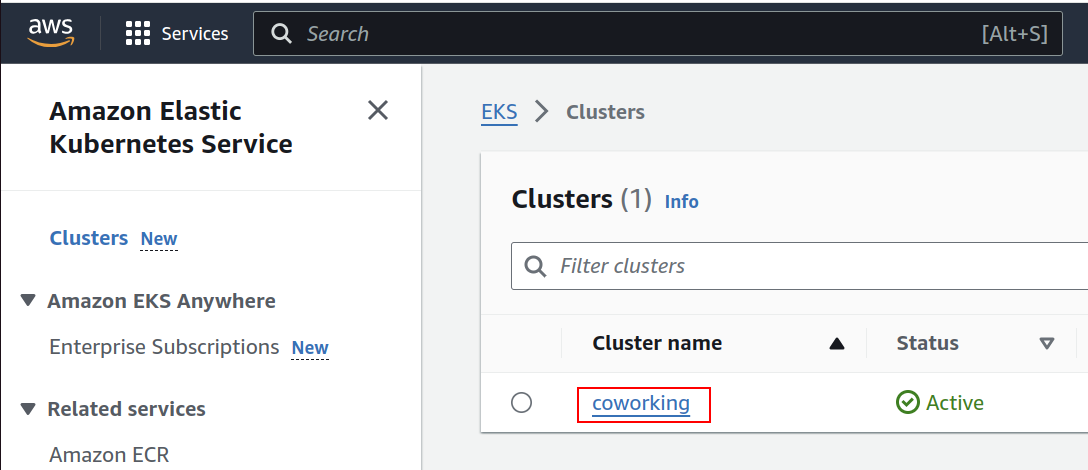 aws
Services
Search
[Alt+S]
Amazon Elastic
Kubernetes Service
Clusters New
Amazon EKS Anywhere
Enterprise Subscriptions New
Related services
Amazon ECR
EKS > Clusters
Clusters (1) Info
Filter clusters
Cluster name
Status
coworking
Active